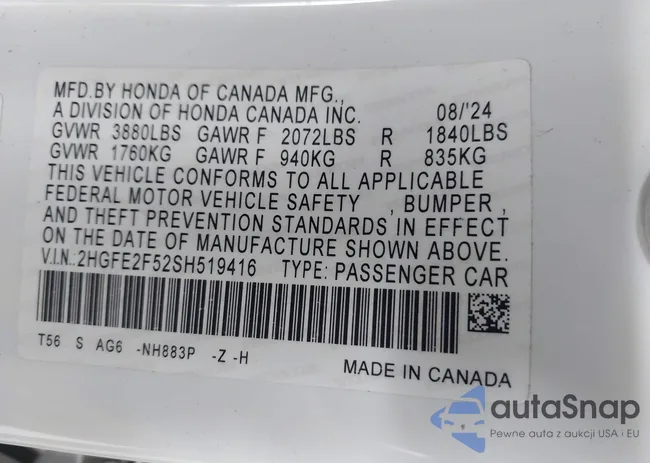 MFD.BY HONDA OF CANADA MFG.,
A DIVISION OF HONDA CANADA INC. 08/'24
GVWR 3880LBS GAWR F 2072LBS R 1840LBS
GVWR 1760KG GAWR F 940KG R 835KG
THIS VEHICLE CONFORMS TO ALL APPLICABLE
FEDERAL MOTOR VEHICLE SAFETY , BUMPER ,
AND THEFT PREVENTION STANDARDS IN EFFECT
ON THE DATE OF MANUFACTURE SHOWN ABOVE.
V.I.N.:2HGFE2F52SH519416 TYPE: PASSENGER CAR
T56 S AG6 -NH883P -Z -H
MADE IN CANADA
autaSnap
Pewne auta z aukcji USA i EU